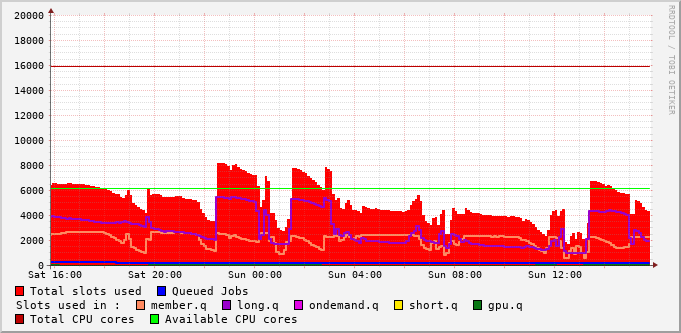 20000
18000
16000
14000
12000
10000
8000
6000
4000
2000
0
Sat 16:00 Sat 20:00 Sun 00:00 Sun 04:00 Sun 08:00 Sun 12:00
Total slots used Queued Jobs
Slots used in : member.q long.q ondemand.q short.q gpu.q
Total CPU cores Available CPU cores
RRDTOOL / TOBI OETIKER